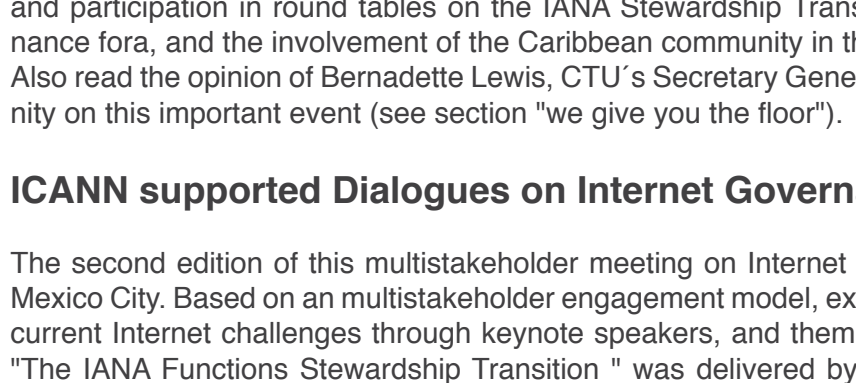 and participation in round tables on the IANA Stewardship Trans
nance fora, and the involvement of the Caribbean community in th
Also read the opinion of Bernadette Lewis, CTU´s Secretary Gene
nity on this important event (see section "we give you the floor").
ICANN supported Dialogues on Internet Govern
The second edition of this multistakeholder meeting on Internet
Mexico City. Based on an multistakeholder engagement model, ex
current Internet challenges through keynote speakers, and them
"The IANA Functions Stewardship Transition " was delivered by